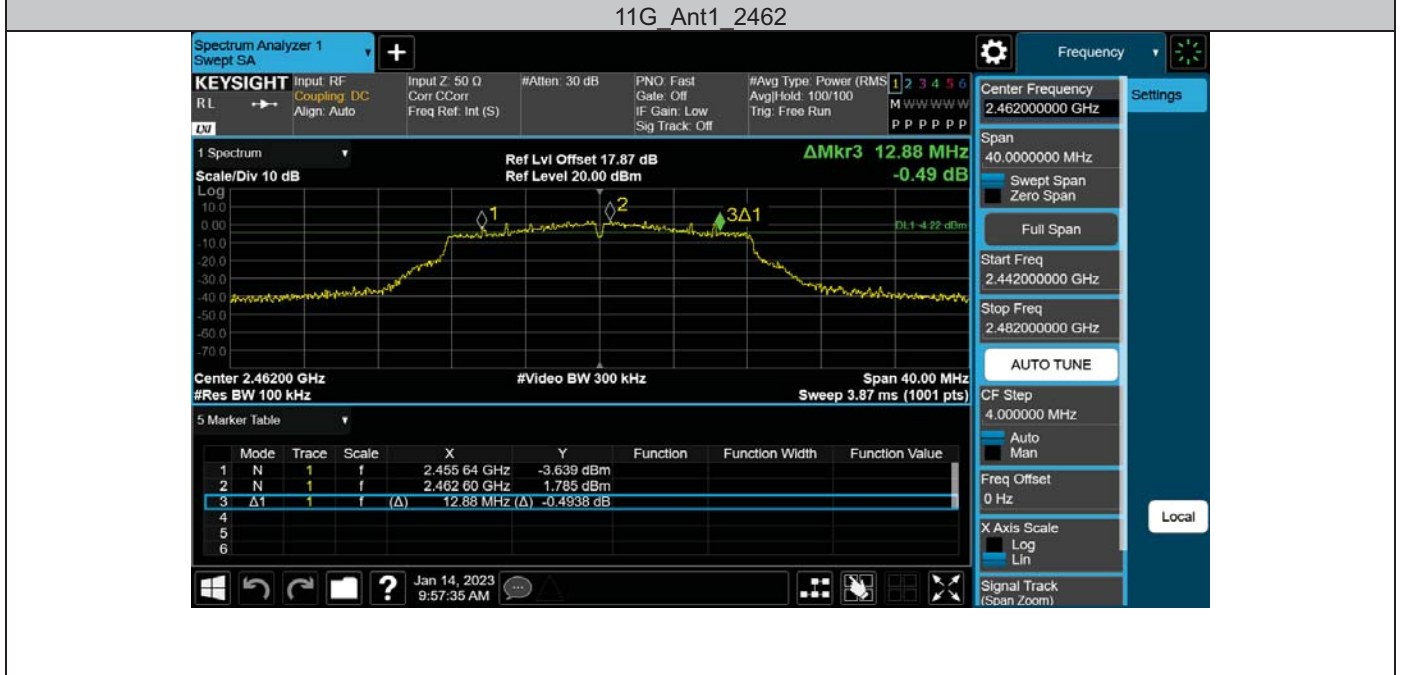 11G_Ant1_2462
Spectrum Analyzer 1
Swept SA
+
Frequency
KEYSIGHT
RL
LXI
Input: RF
Coupling: DC
Align: Auto
Input Z: 50 Ω
Corr CCorr
Freq Ref: Int (S)
#Atten: 30 dB
PNO: Fast
Gate: Off
IF Gain: Low
Sig Track: Off
#Avg Type: Power (RMS
Avg|Hold: 100/100
Trig: Free Run
1 2 3 4 5 6
M W W W W W
P P P P P P
1 Spectrum
Scale/Div 10 dB
Ref Lvl Offset 17.87 dB
Ref Level 20.00 dBm
ΔMkr3 12.88 MHz
-0.49 dB
Log
10.0
0.00
-10.0
-20.0
-30.0
-40.0
-50.0
-60.0
-70.0
1
2
3Δ1
DL1 -4.22 dBm
Center 2.46200 GHz
#Res BW 100 kHz
#Video BW 300 kHz
Span 40.00 MHz
Sweep 3.87 ms (1001 pts)
5 Marker Table
Mode Trace Scale X Y Function Function Width Function Value
1 N 1 f 2.455 64 GHz -3.639 dBm
2 N 1 f 2.462 60 GHz 1.785 dBm
3 Δ1 1 f (Δ) 12.88 MHz (Δ) -0.4938 dB
4
5
6
?
Jan 14, 2023
9:57:35 AM
Center Frequency
2.462000000 GHz
Span
40.0000000 MHz
Swept Span
Zero Span
Full Span
Start Freq
2.442000000 GHz
Stop Freq
2.482000000 GHz
AUTO TUNE
CF Step
4.000000 MHz
Auto
Man
Freq Offset
0 Hz
X Axis Scale
Log
Lin
Signal Track
(Span Zoom)
Settings
Local